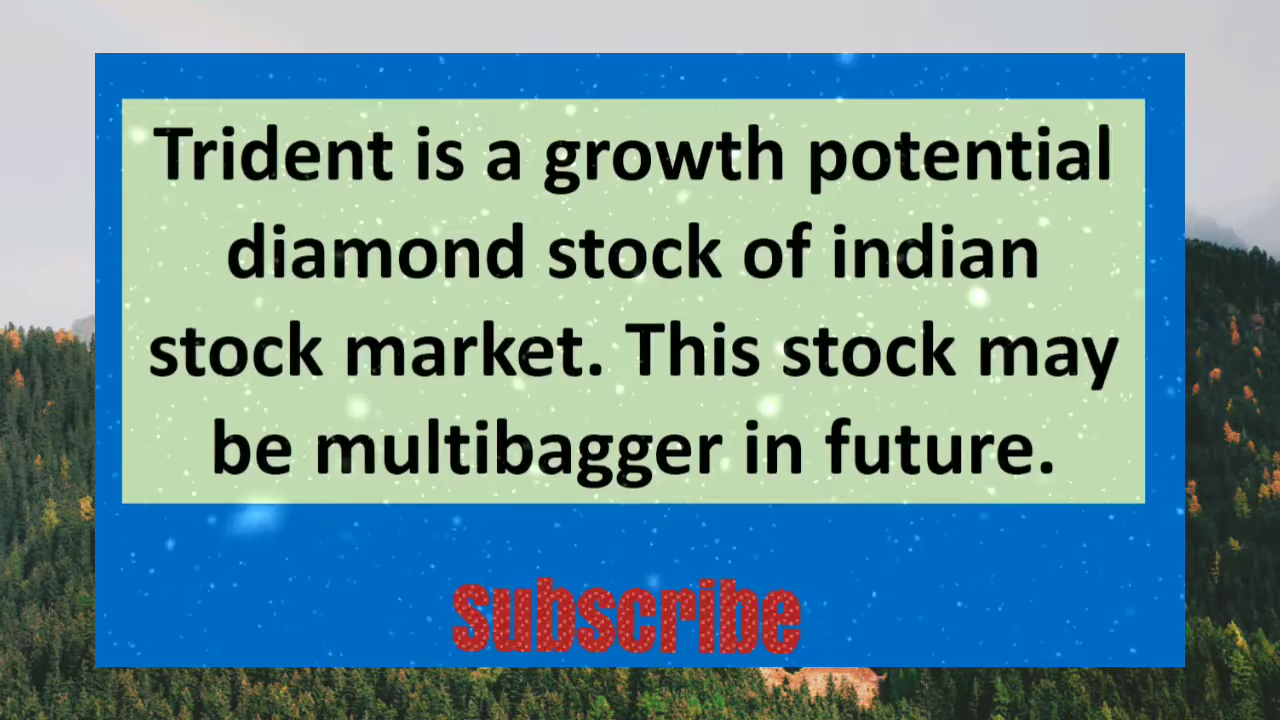 Trident is a growth potential
diamond stock of indian
stock market. This stock may
be multibagger in future.
subscribe